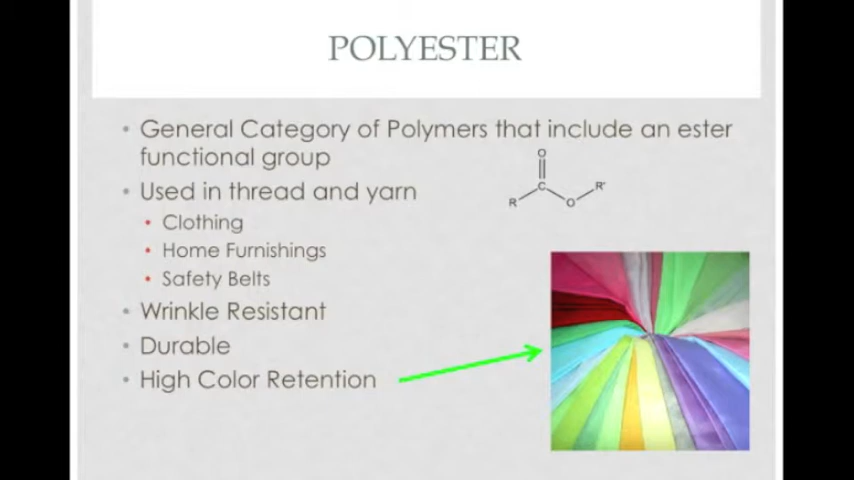 POLYESTER
• General Category of Polymers that include an ester
functional group
• Used in thread and yarn
• Clothing
• Home Furnishings
• Safety Belts
• Wrinkle Resistant
• Durable
• High Color Retention
O
R C O R'